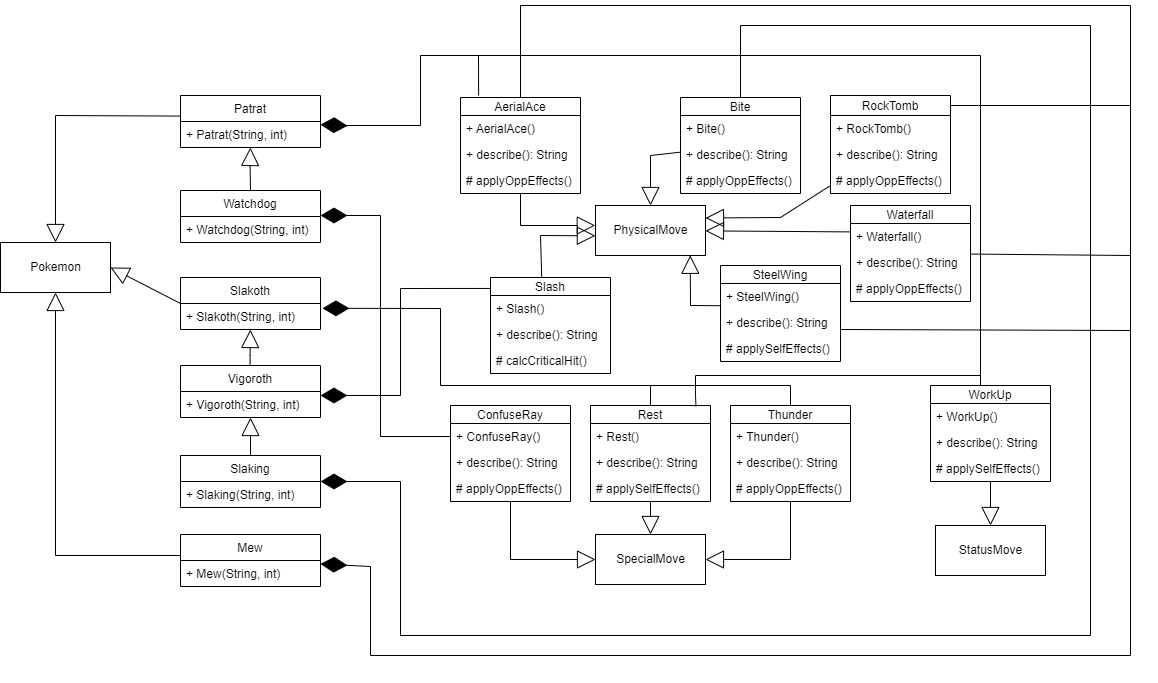 Patrat
+ Patrat(String, int)
Watchdog
+ Watchdog(String, int)
Pokemon
Slakoth
+ Slakoth(String, int)
Vigoroth
+ Vigoroth(String, int)
Slaking
+ Slaking(String, int)
Mew
+ Mew(String, int)
AerialAce
+ AerialAce()
+ describe(): String
# applyOppEffects()
Bite
+ Bite()
+ describe(): String
# applyOppEffects()
RockTomb
+ RockTomb()
+ describe(): String
# applyOppEffects()
PhysicalMove
Waterfall
+ Waterfall()
+ describe(): String
# applyOppEffects()
Slash
+ Slash()
+ describe(): String
# calcCriticalHit()
SteelWing
+ SteelWing()
+ describe(): String
# applySelfEffects()
ConfuseRay
+ ConfuseRay()
+ describe(): String
# applyOppEffects()
Rest
+ Rest()
+ describe(): String
# applySelfEffects()
Thunder
+ Thunder()
+ describe(): String
# applyOppEffects()
WorkUp
+ WorkUp()
+ describe(): String
# applySelfEffects()
SpecialMove
StatusMove